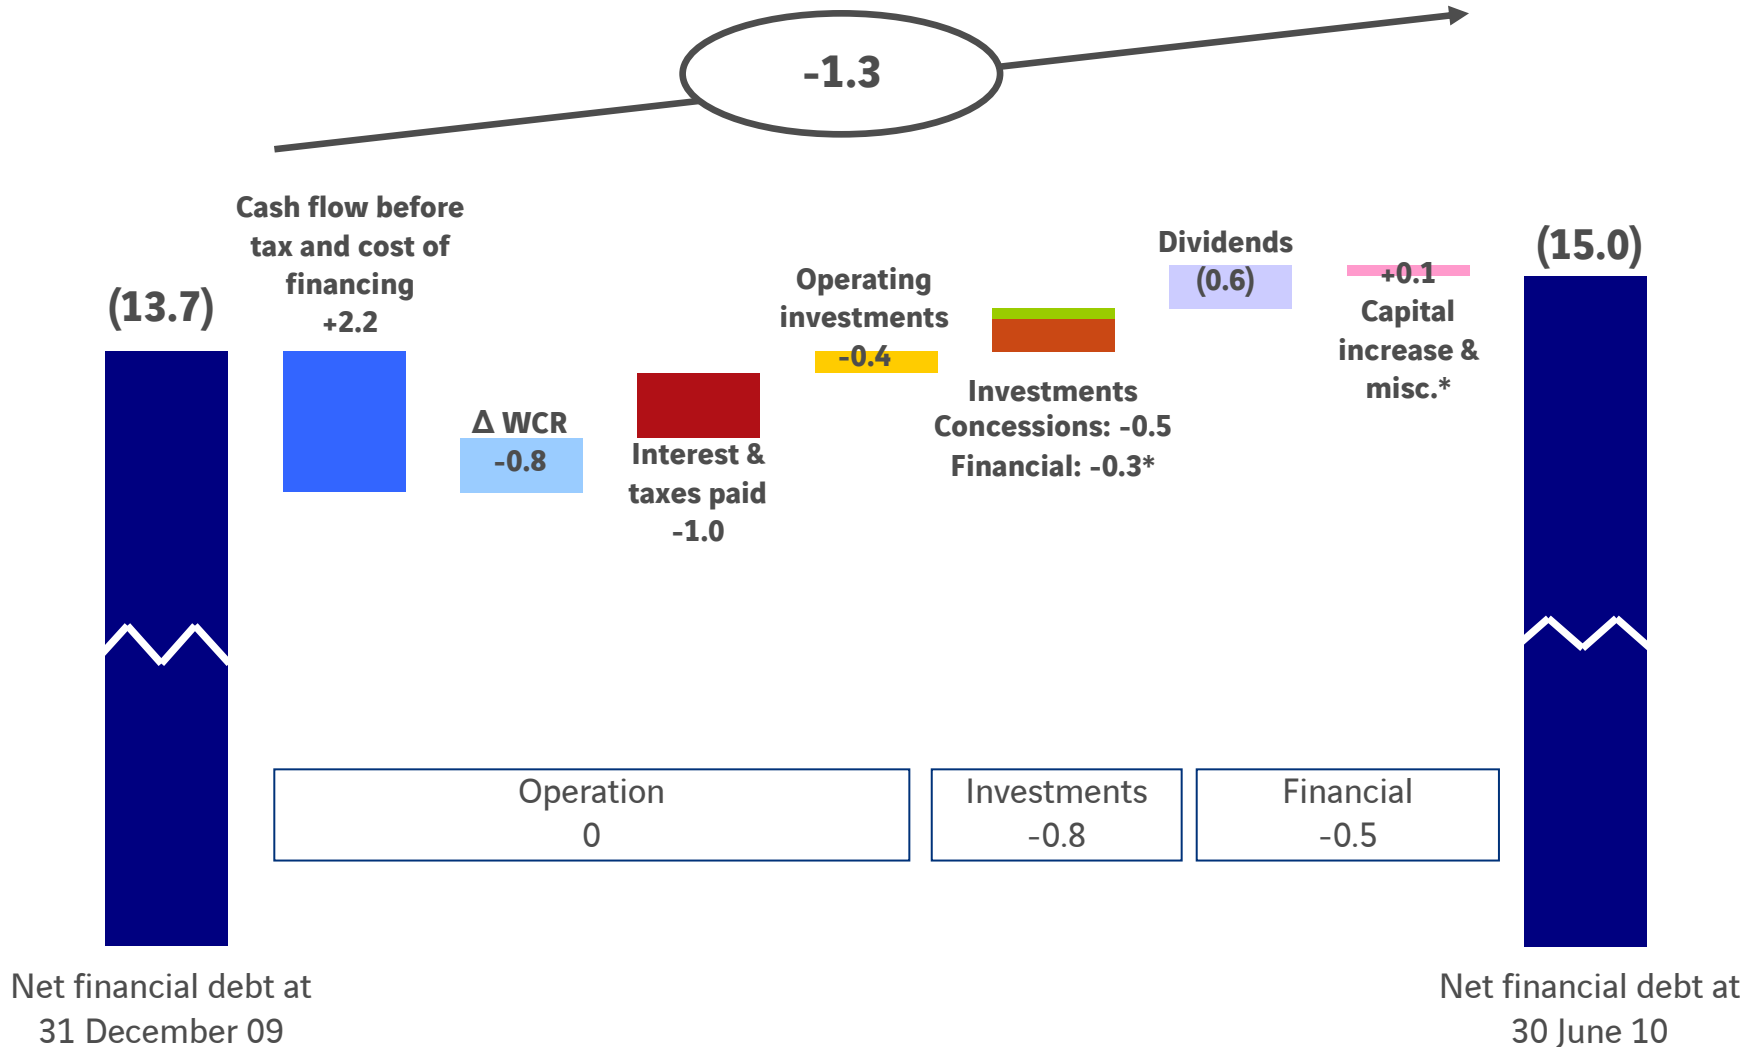 -1.3
Cash flow before
tax and cost of
financing
+2.2
(13.7)
Δ WCR
-0.8
Interest &
taxes paid
-1.0
Operating
investments
-0.4
Investments
Concessions: -0.5
Financial: -0.3*
Dividends
(0.6)
+0.1
Capital
increase &
misc.*
(15.0)
Operation
0
Investments
-0.8
Financial
-0.5
Net financial debt at
31 December 09
Net financial debt at
30 June 10